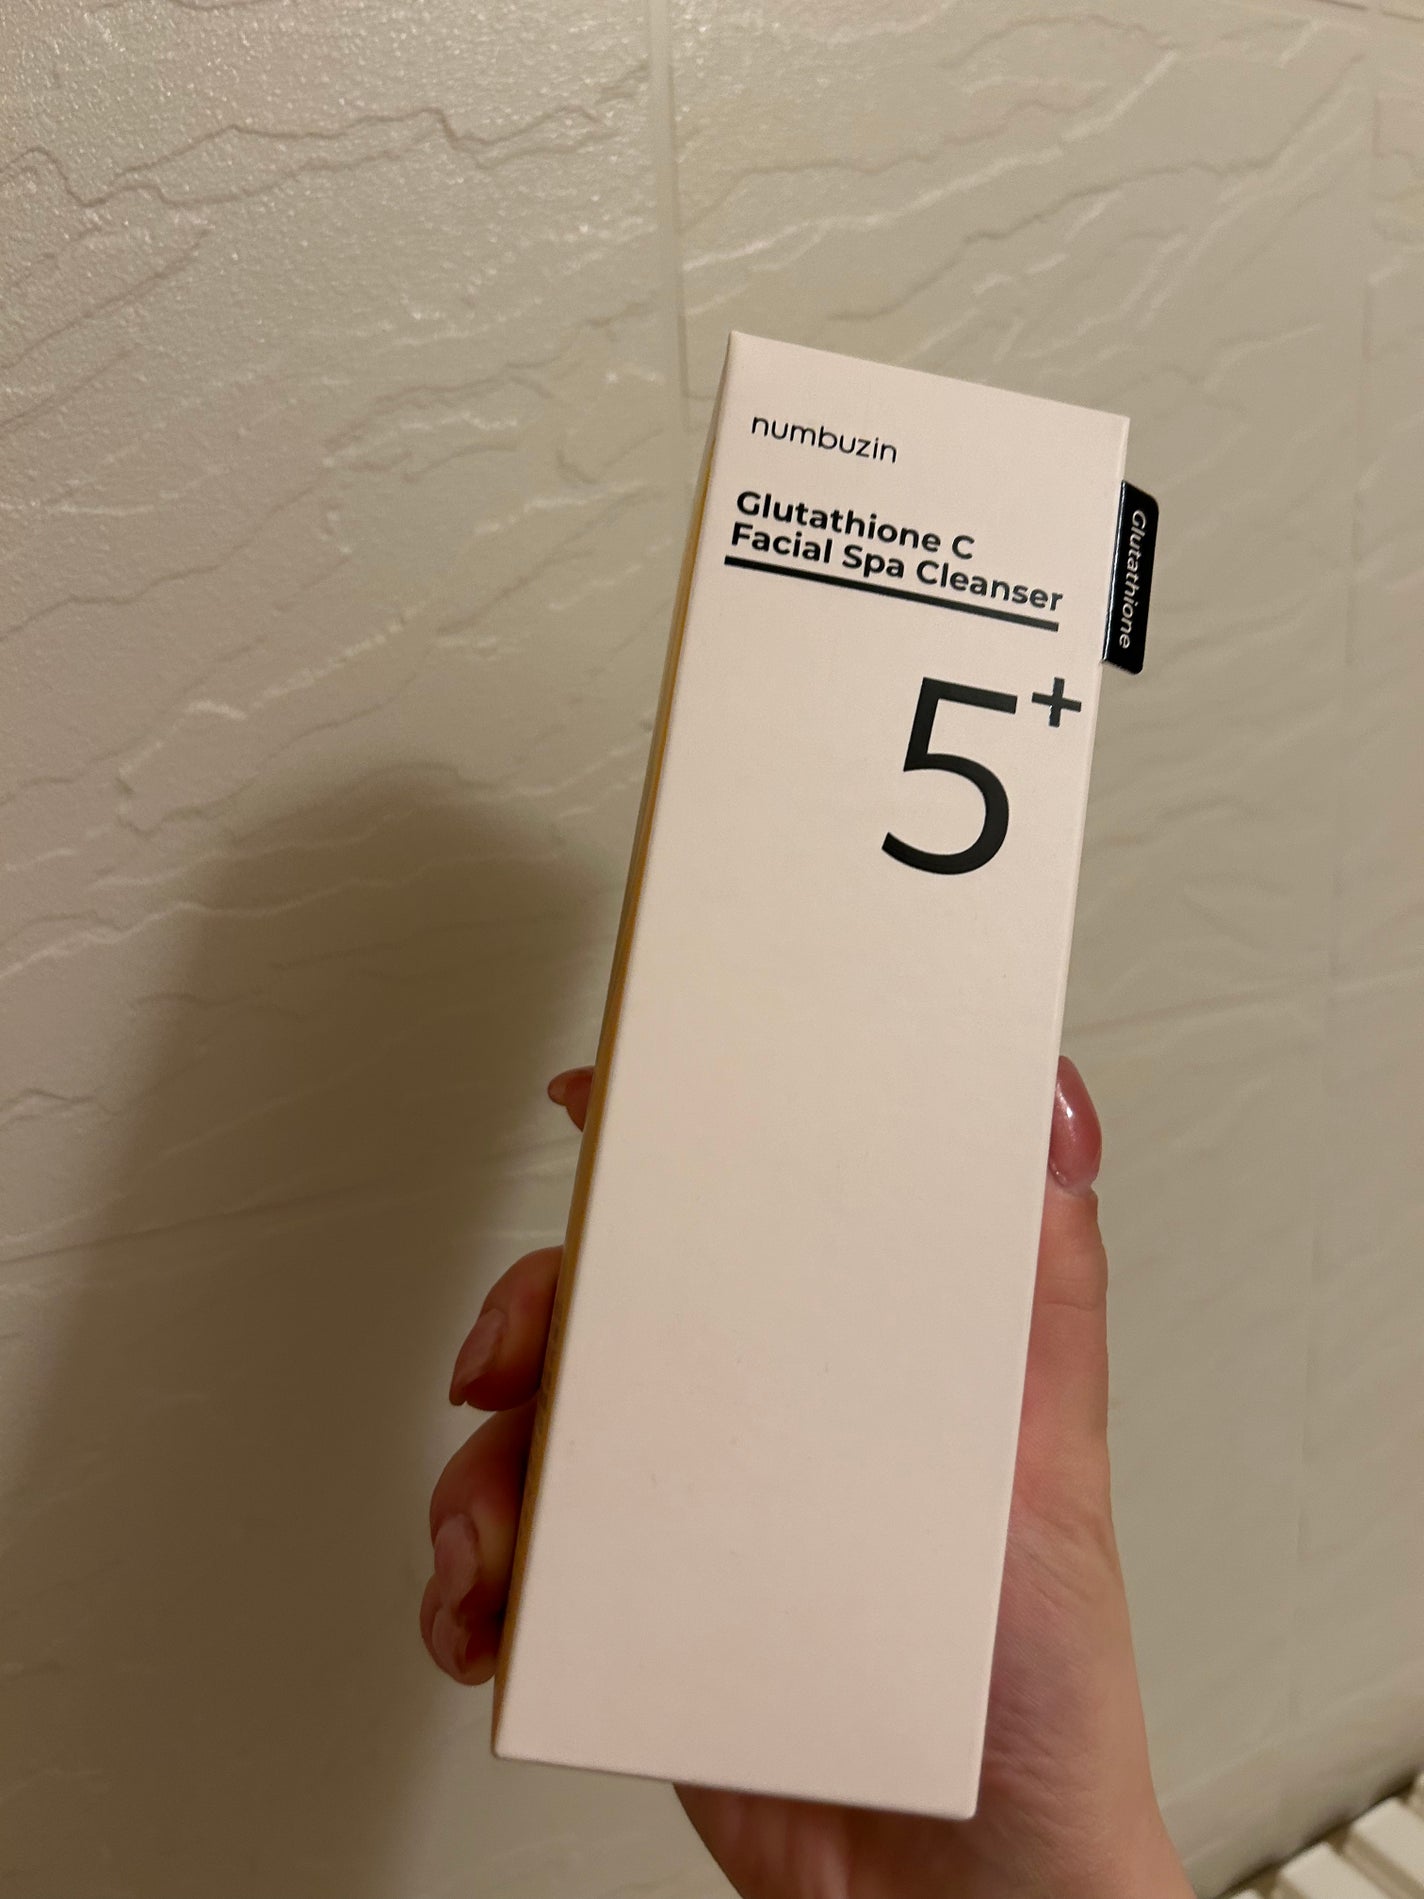 numbuzin
Glutathione C
Facial Spa Cleanser
5+
Glutathione